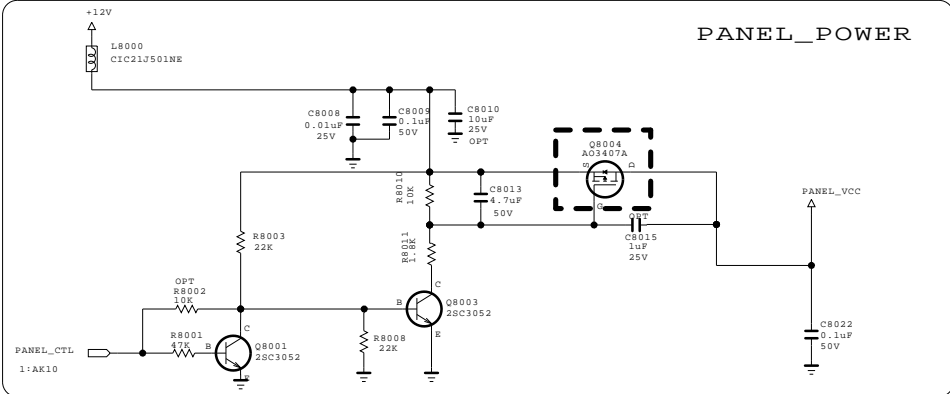 +12V
PANEL_POWER
L8000
CIC21J501NE
C8008
0.01uF
25V
C8009
0.1uF
50V
C8010
10uF
25V
OPT
Q8004
AO3407A
S
D
G
R8010
10K
C8013
4.7uF
50V
PANEL_VCC
OPT
C8015
1uF
25V
R8003
22K
R8011
1.8K
OPT
R8002
10K
C
B
Q8003
2SC3052
E
R8001
47K
B
C
Q8001
2SC3052
E
R8008
22K
PANEL_CTL
1:AK10
C8022
0.1uF
50V